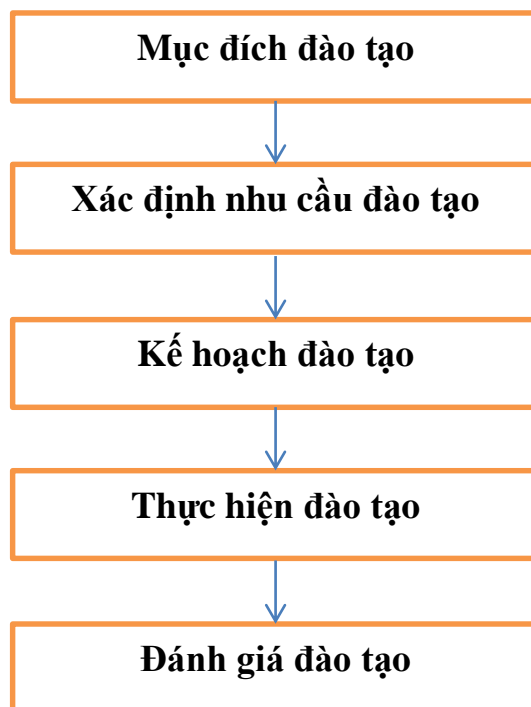 Mục đích đào tạo
Xác định nhu cầu đào tạo
Kế hoạch đào tạo
Thực hiện đào tạo
Đánh giá đào tạo